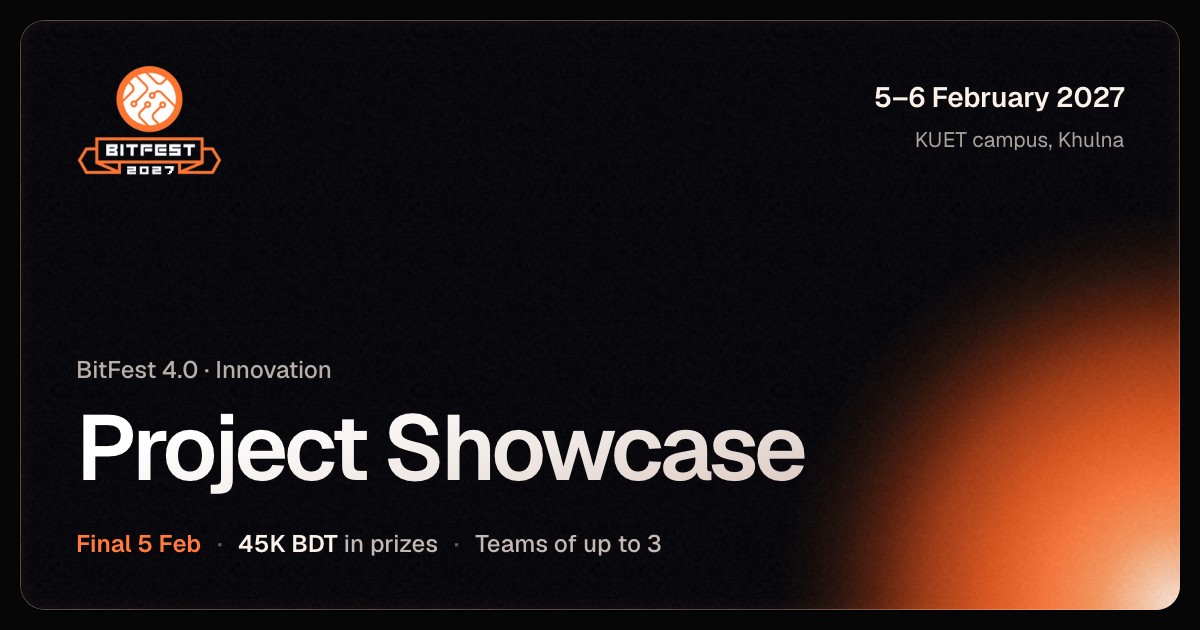 BITFEST
2027
5–6 February 2027
KUET campus, Khulna
BitFest 4.0 · Innovation
Project Showcase
Final 5 Feb · 45K BDT in prizes · Teams of up to 3